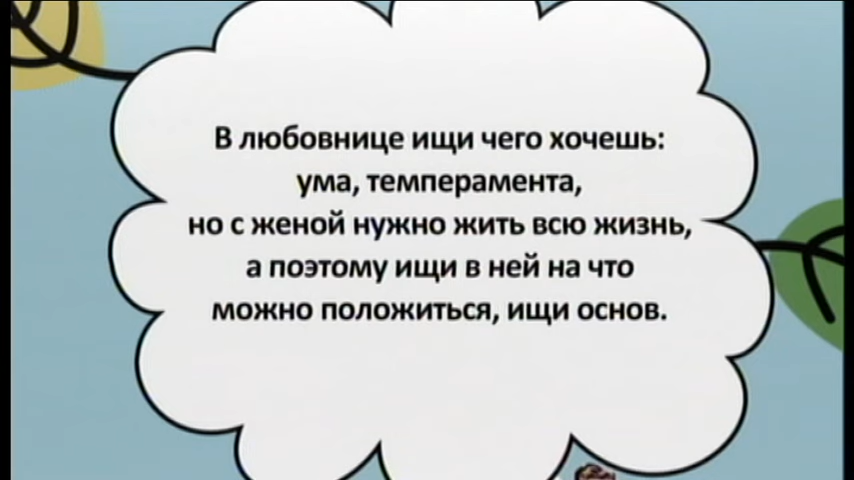 В любовнице ищи чего хочешь:
ума, темперамента,
но с женой нужно жить всю жизнь,
а поэтому ищи в ней на что
можно положиться, ищи основ.